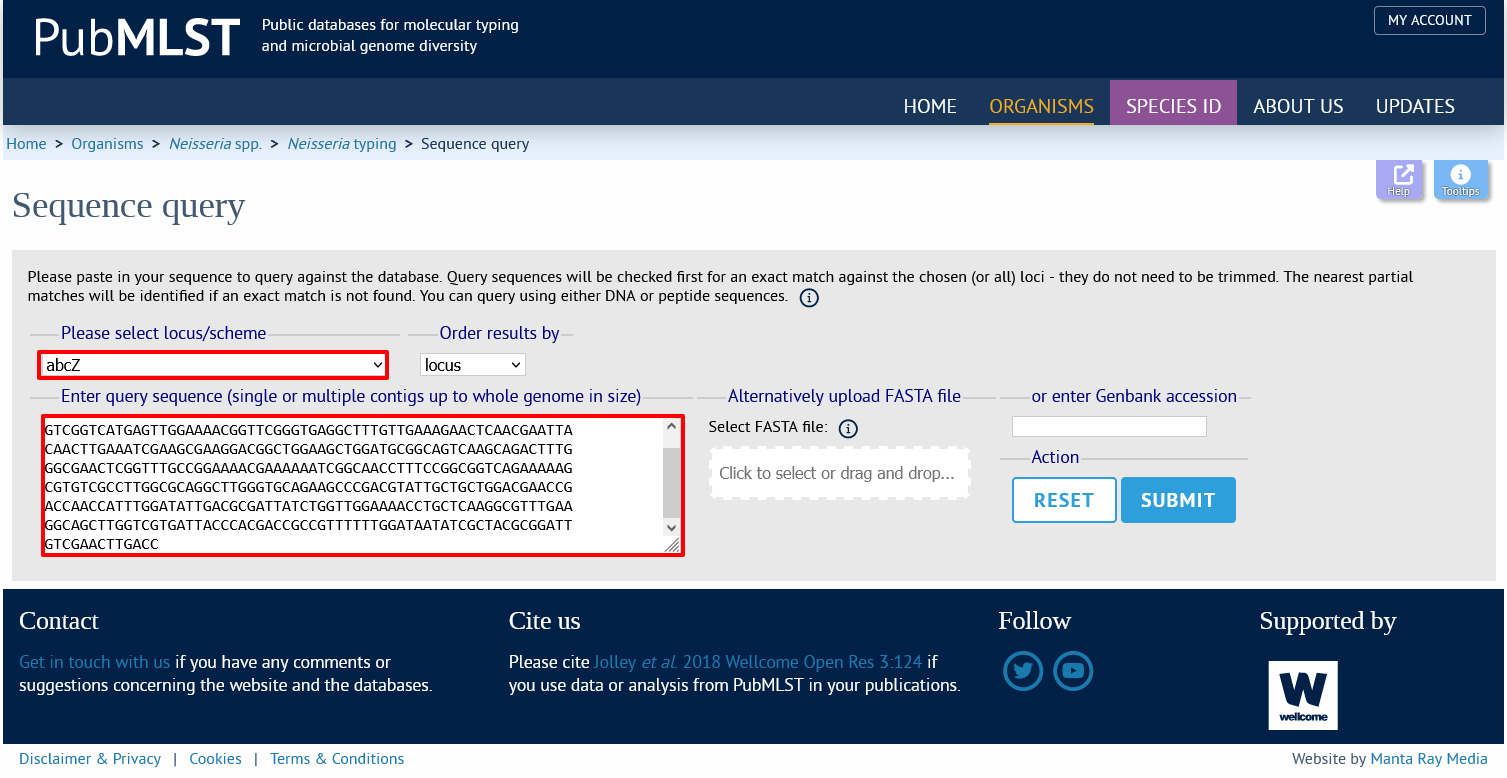 PubMLST
Public databases for molecular typing
and microbial genome diversity
MY ACCOUNT
HOME ORGANISMS SPECIES ID ABOUT US UPDATES
Home > Organisms > Neisseria spp. > Neisseria typing > Sequence query
Help
Tooltips
Sequence query
Please paste in your sequence to query against the database. Query sequences will be checked first for an exact match against the chosen (or all) loci - they do not need to be trimmed. The nearest partial
matches will be identified if an exact match is not found. You can query using either DNA or peptide sequences.
Please select locus/scheme
abcZ
Order results by
locus
Enter query sequence (single or multiple contigs up to whole genome in size)
GTCGGTCATGAGTTGGAAAACGGTTCGGGTGAGGCTTTGTTGAAAGAACTCAACGAATTA
CAACTTGAAATCGAAGCGAAGGACGGCTGGAAGCTGGATGCGGCAGTCAAGCAGACTTTG
GGCGAACTCGGTTTGCCGGAAAACGAAAAAATCGGCAACCTTTCCGGCGGTCAGAAAAAG
CGTGTCGCCTTGGCGCAGGCTTGGGTGCAGAAGCCCGACGTATTGCTGCTGGACGAACCG
ACCAACCATTTGGATATTGACGCGATTATCTGGTTGGAAAACCTGCTCAAGGCGTTTGAA
GGCAGCTTGGTCGTGATTACCCACGACCGCCGTTTTTTGGATAATATCGCTACGCGGATT
GTCGAACTTGACC
Alternatively upload FASTA file
Select FASTA file:
Click to select or drag and drop...
or enter Genbank accession
Action
RESET
SUBMIT
Contact
Get in touch with us if you have any comments or
suggestions concerning the website and the databases.
Cite us
Please cite Jolley et al. 2018 Wellcome Open Res 3:124 if
you use data or analysis from PubMLST in your publications.
Follow
Supported by
W
wellcome
Disclaimer & Privacy | Cookies | Terms & Conditions
Website by Manta Ray Media